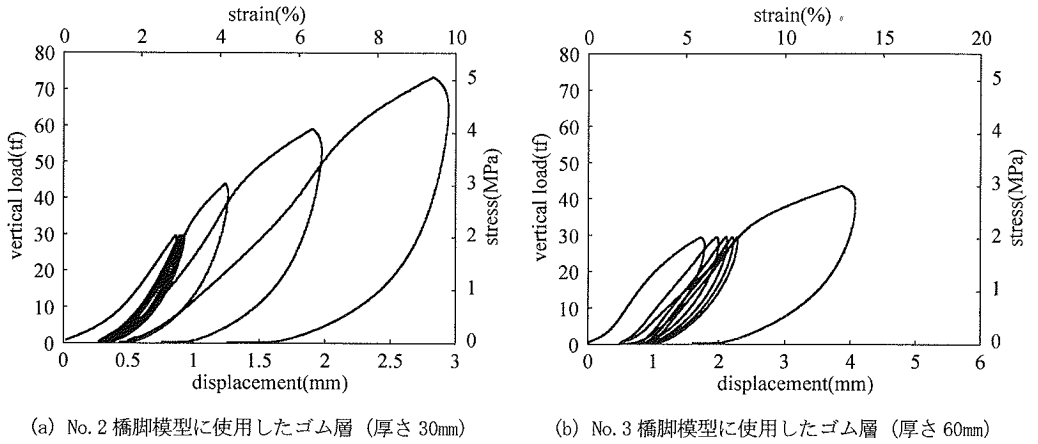 strain(%)
0 2 4 6 8 10
80
70
60
50
40
30
20
10
0
vertical load(tf)
5
4
3
2
1
0
stress(MPa)
0 0.5 1 1.5 2 2.5 3
displacement(mm)
(a) No.2 橋脚模型に使用したゴム層 (厚さ 30mm)
strain(%)
0 5 10 15 20
80
70
60
50
40
30
20
10
0
vertical load(tf)
5
4
3
2
1
0
stress(MPa)
0 1 2 3 4 5 6
displacement(mm)
(b) No.3 橋脚模型に使用したゴム層 (厚さ 60mm)